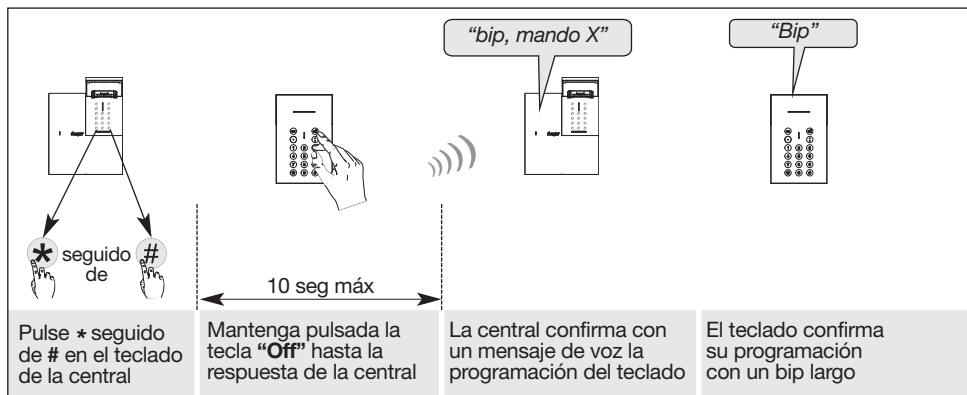 “bip, mando X”
“Bip”
* seguido #
de
10 seg máx
Pulse * seguido
de # en el teclado
de la central
Mantenga pulsada la
tecla “Off” hasta la
respuesta de la central
La central confirma con
un mensaje de voz la
programación del teclado
El teclado confirma
su programación
con un bip largo